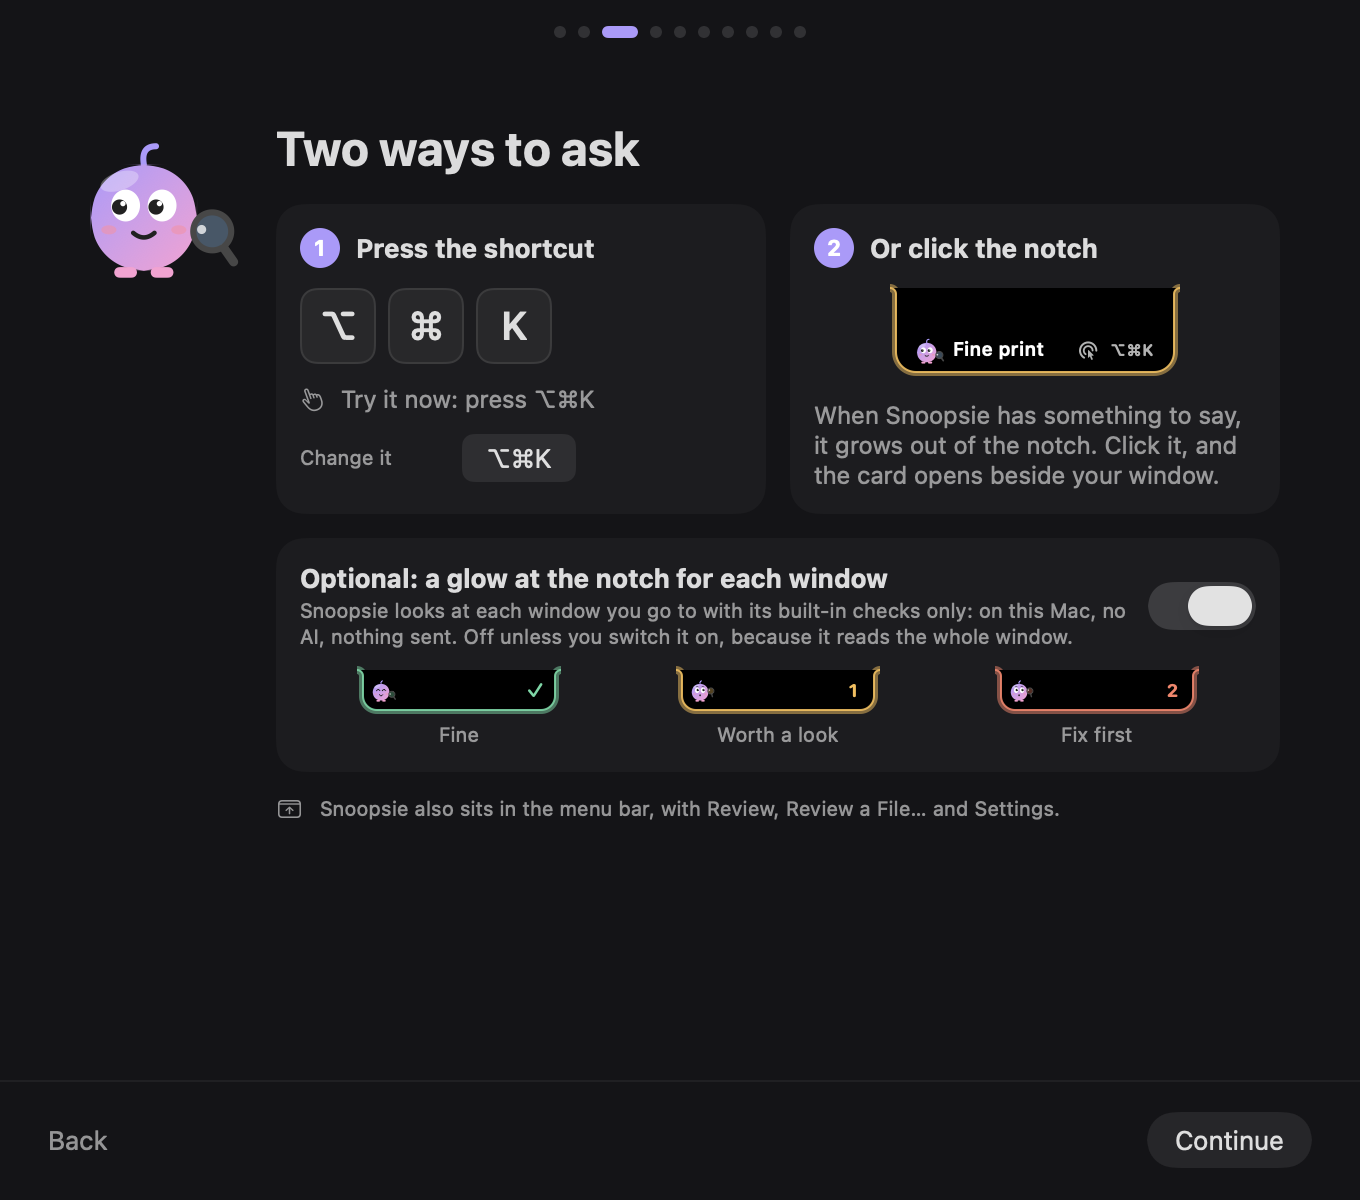 Two ways to ask
1 Press the shortcut
⌥ ⌘ K
Try it now: press ⌥⌘K
Change it ⌥⌘K
2 Or click the notch
Fine print ⌥⌘K
When Snoopsie has something to say,
it grows out of the notch. Click it, and
the card opens beside your window.
Optional: a glow at the notch for each window
Snoopsie looks at each window you go to with its built-in checks only: on this Mac, no
AI, nothing sent. Off unless you switch it on, because it reads the whole window.
1
2
Fine
Worth a look
Fix first
Snoopsie also sits in the menu bar, with Review, Review a File… and Settings.
Back
Continue